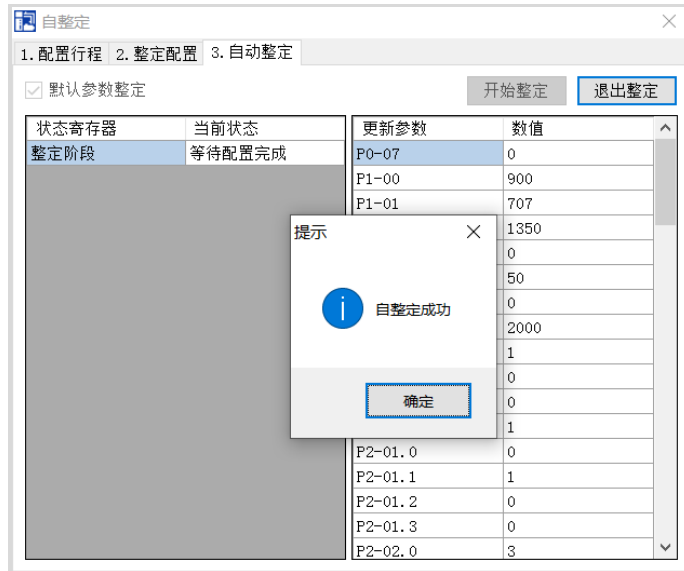 自整定
1.配置行程 2.整定配置 3.自动整定
默认参数整定 开始整定 退出整定
状态寄存器 当前状态 更新参数 数值
整定阶段 等待配置完成 P0-07 0
P1-00 900
P1-01 707
提示 1350
0
50
自整定成功 0
2000
1
0
确定 0
1
P2-01.0 0
P2-01.1 1
P2-01.2 0
P2-01.3 0
P2-02.0 3